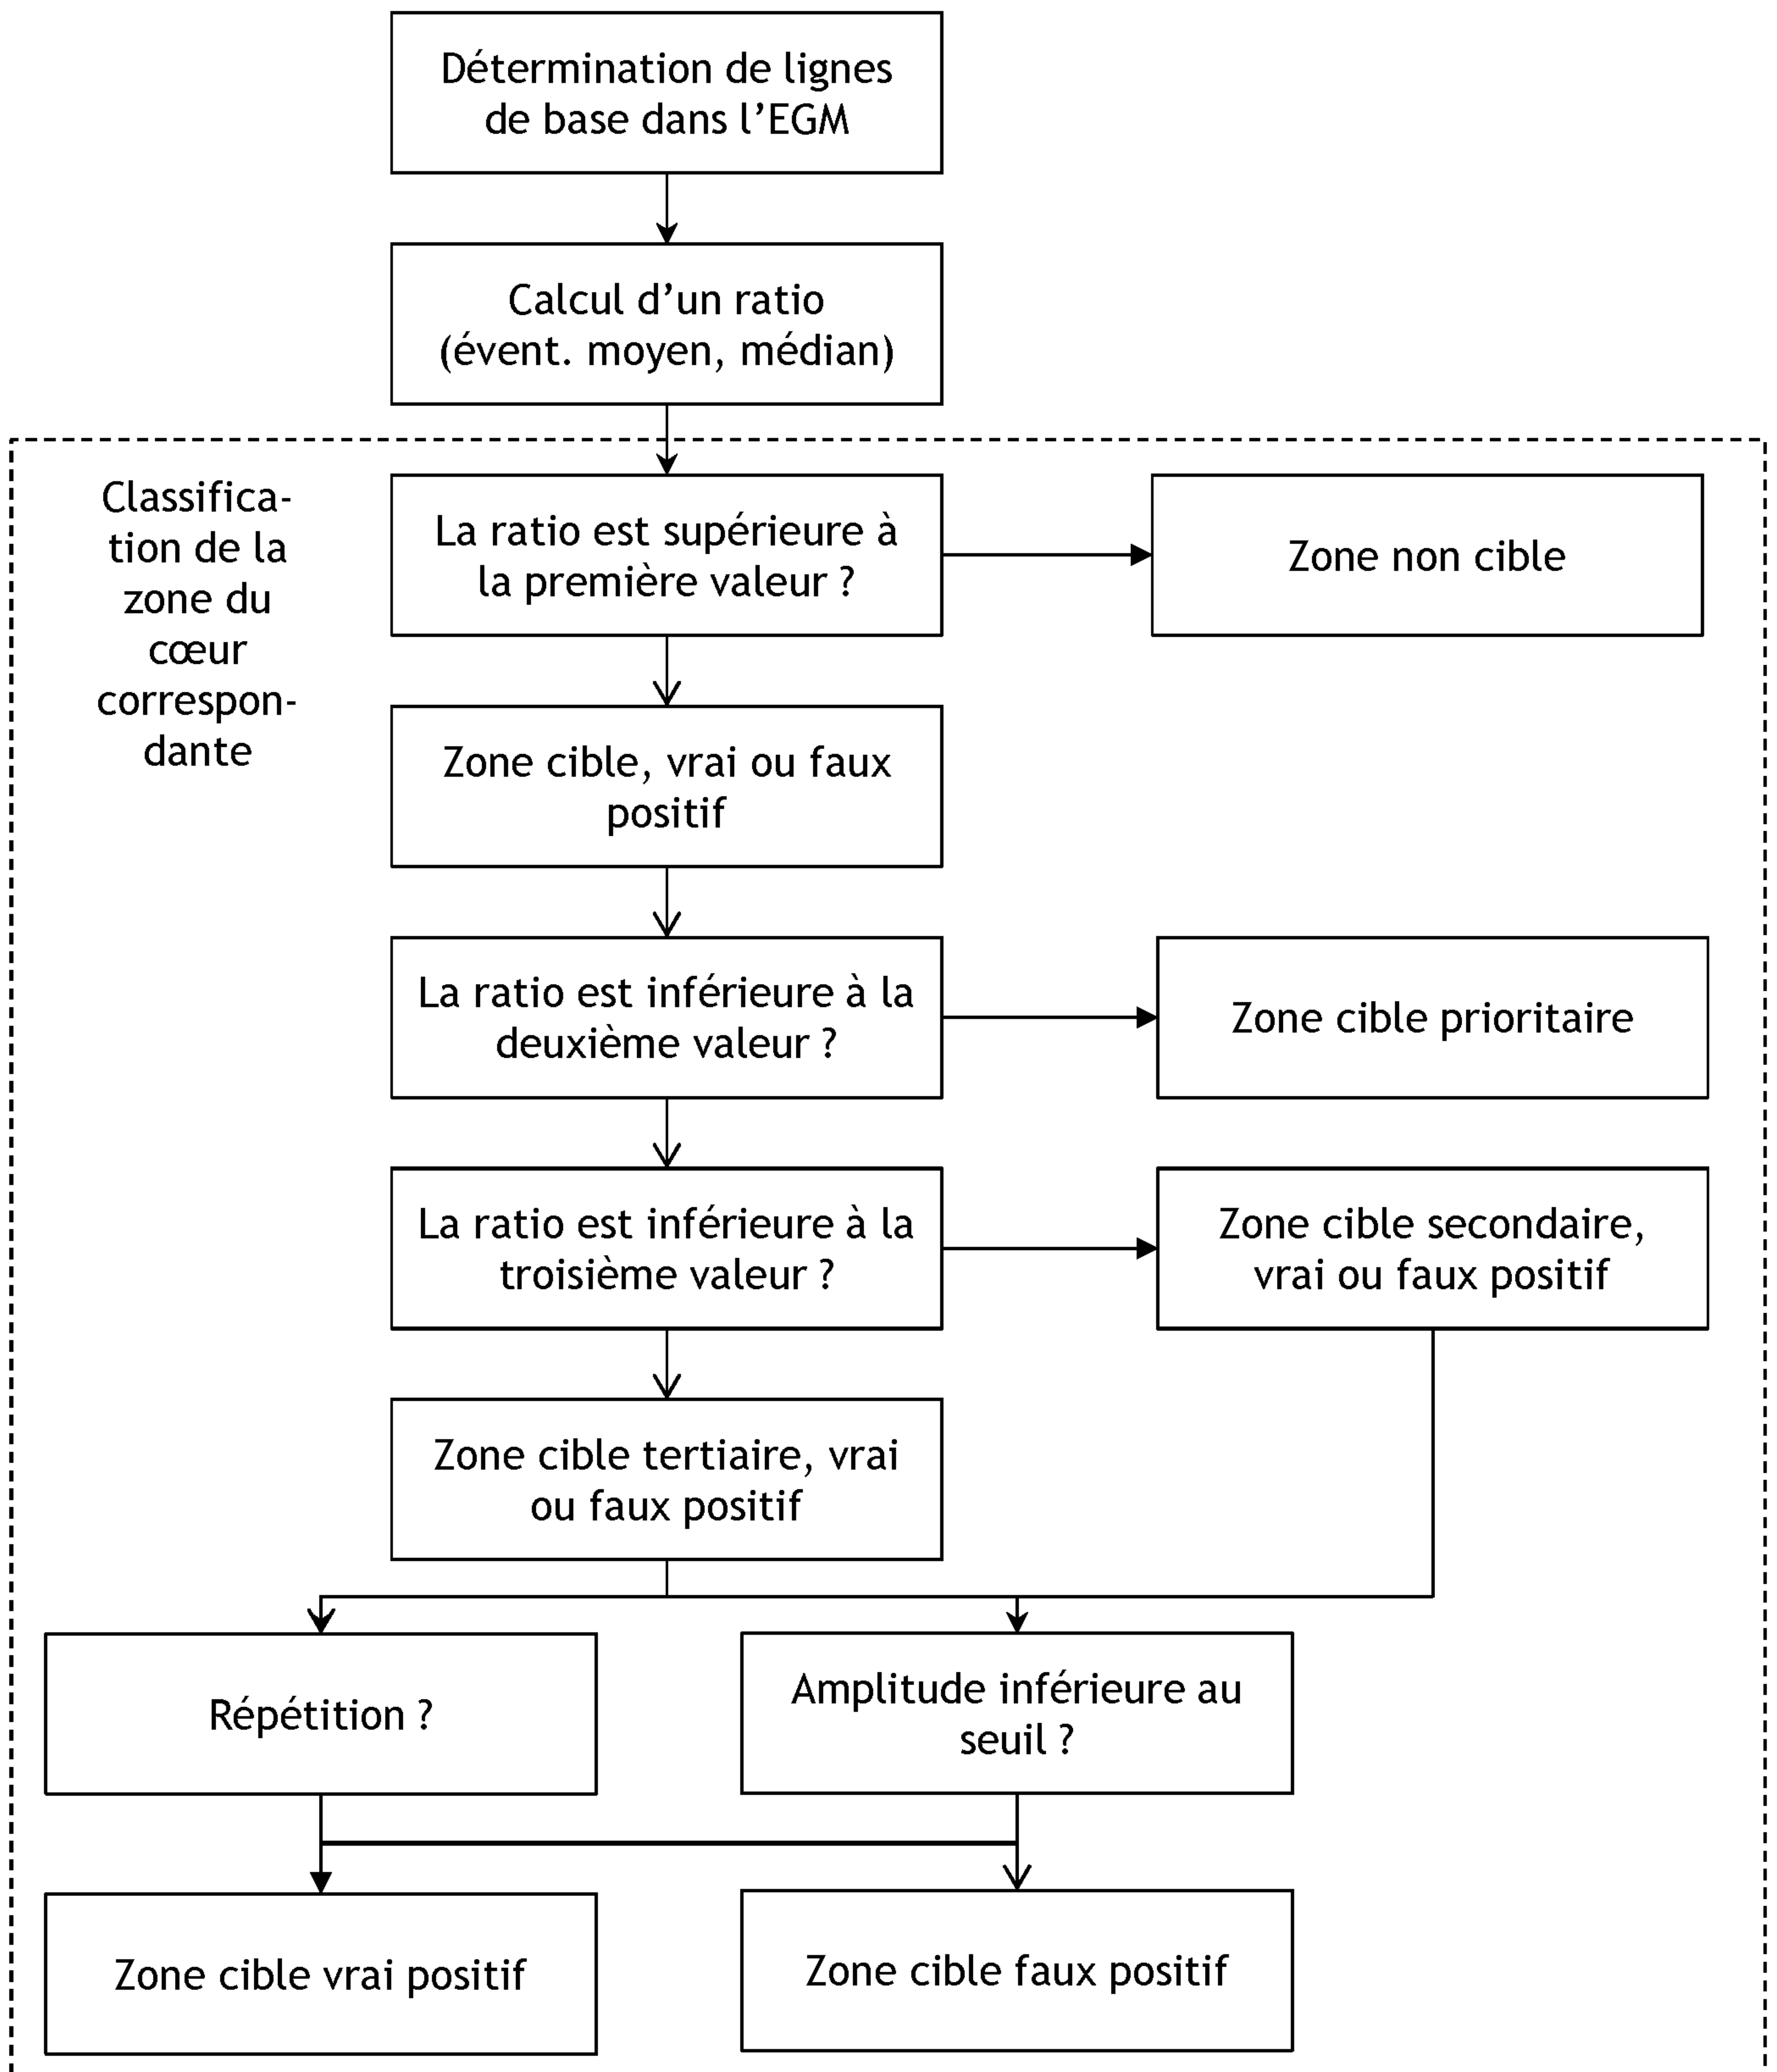 Détermination de lignes
de base dans l’EGM
Calcul d’un ratio
(évent. moyen, médian)
Classifica-
tion de la
zone du
cœur
correspon-
dante
La ratio est supérieure à
la première valeur ?
Zone non cible
Zone cible, vrai ou faux
positif
La ratio est inférieure à la
deuxième valeur ?
Zone cible prioritaire
La ratio est inférieure à la
troisième valeur ?
Zone cible secondaire,
vrai ou faux positif
Zone cible tertiaire, vrai
ou faux positif
Répétition ?
Amplitude inférieure au
seuil ?
Zone cible vrai positif
Zone cible faux positif